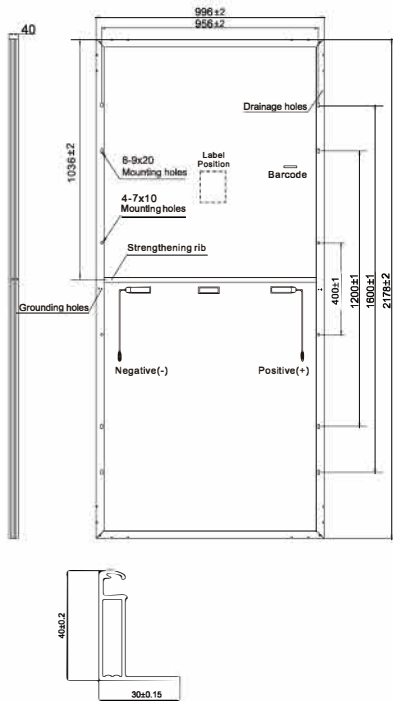 996±2
956±2
40
Drainage holes
1036±2
8-9x20
Mounting holes
Label
Position
Barcode
4-7x10
Mounting holes
Strengthening rib
Grounding holes
400±1
1200±1
1600±1
2178±2
Negative(-)
Positive(+)
40±0.2
30±0.15